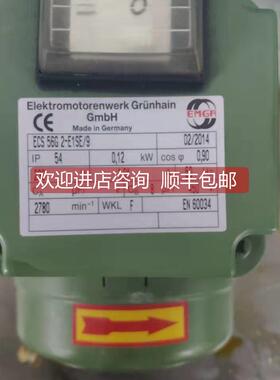 = 0
Elektromotorenwerk Grünhain
GmbH
Made in Germany
CE
EMGR
ECS 56G 2-E1SE/9
02/2014
IP 54 0,12 kW cos φ 0,90
欢迎进店咨询 顺丰包邮
2780 min⁻¹ WKL F EN 60034